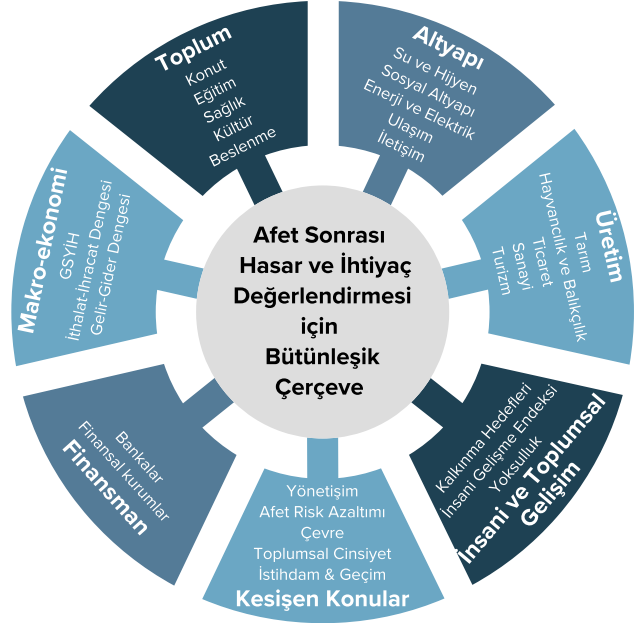 Afet Sonrası
Hasar ve İhtiyaç
Değerlendirmesi
için
Bütünleşik
Çerçeve
Toplum
Konut
Eğitim
Sağlık
Kültür
Beslenme
Altyapı
Su ve Hijyen
Sosyal Altyapı
Enerji ve Elektrik
Ulaşım
İletişim
Üretim
Tarım
Hayvancılık ve Balıkçılık
Ticaret
Sanayi
Turizm
Kalkınma Hedefleri
İnsani Gelişme Endeksi
Yoksulluk
İnsani ve Toplumsal
Gelişim
Yönetişim
Afet Risk Azaltımı
Çevre
Toplumsal Cinsiyet
İstihdam & Geçim
Kesişen Konular
Bankalar
Finansal kurumlar
Finansman
Makro-ekonomi
GSYİH
İthalat-İhracat Dengesi
Gelir-Gider Dengesi